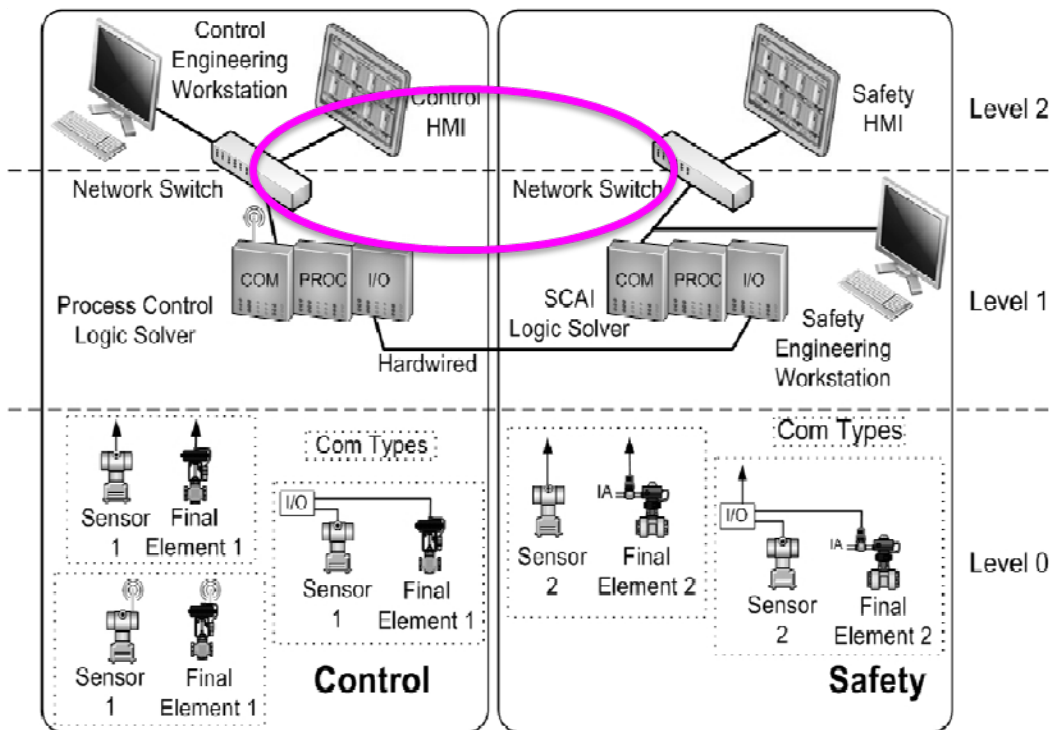 Control
Engineering
Workstation
Control
HMI
Safety
HMI
Level 2
Network Switch
Network Switch
COM
PROC
I/O
COM
PROC
I/O
Process Control
Logic Solver
SCAI
Logic Solver
Level 1
Safety
Engineering
Workstation
Hardwired
Com Types
Com Types
Sensor
1
Final
Element 1
I/O
Sensor
1
Final
Element 1
Sensor
1
Final
Element 1
IA
Sensor
2
Final
Element 2
I/O
IA
Sensor
2
Final
Element 2
Level 0
Control
Safety